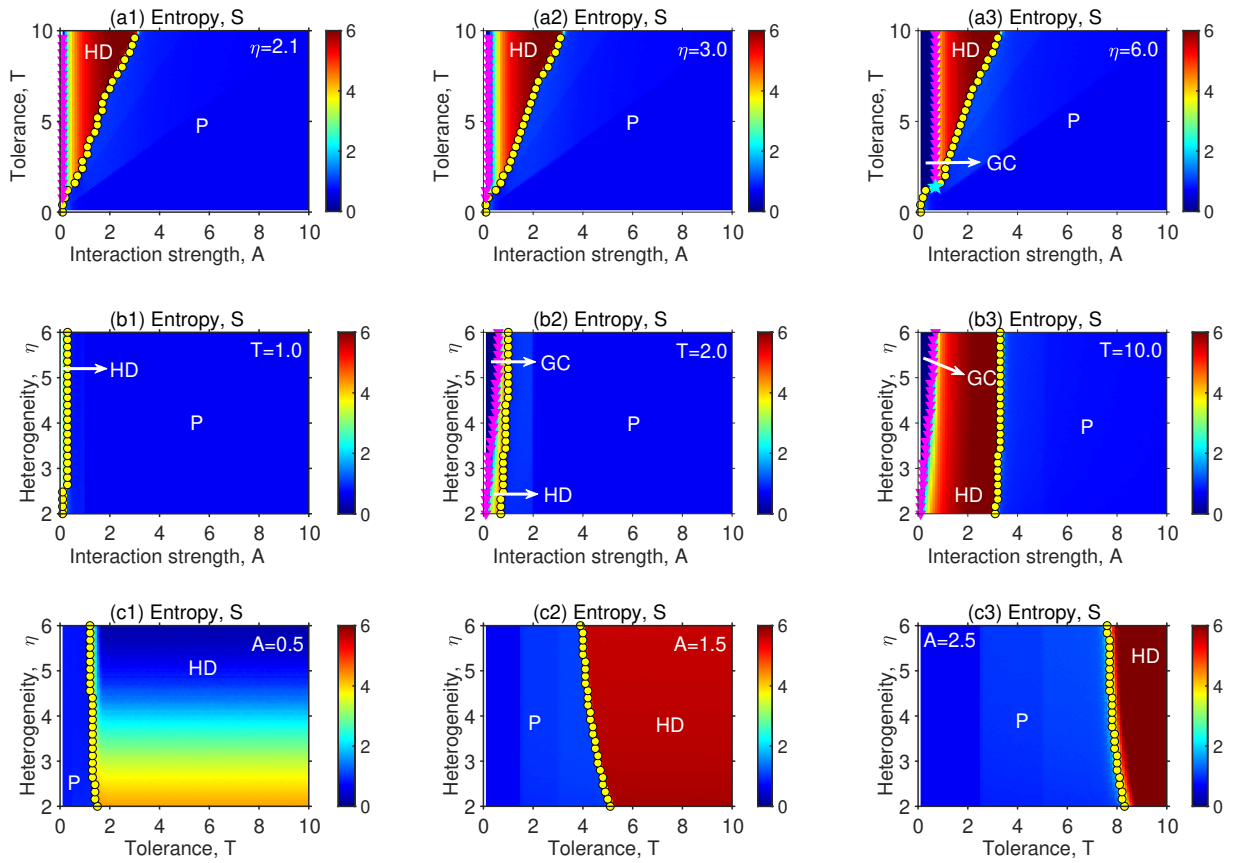 (a1) Entropy, S
10
5
0
Tolerance, T
HD
η=2.1
P
0 2 4 6 8 10
Interaction strength, A
6
4
2
0
(a2) Entropy, S
10
5
0
Tolerance, T
HD
η=3.0
P
0 2 4 6 8 10
Interaction strength, A
6
4
2
0
(a3) Entropy, S
10
5
0
Tolerance, T
HD
η=6.0
P
GC
0 2 4 6 8 10
Interaction strength, A
6
4
2
0
(b1) Entropy, S
6
5
4
3
2
Heterogeneity, η
T=1.0
HD
P
0 2 4 6 8 10
Interaction strength, A
6
4
2
0
(b2) Entropy, S
6
5
4
3
2
Heterogeneity, η
T=2.0
GC
P
HD
0 2 4 6 8 10
Interaction strength, A
6
4
2
0
(b3) Entropy, S
6
5
4
3
2
Heterogeneity, η
T=10.0
GC
P
HD
0 2 4 6 8 10
Interaction strength, A
6
4
2
0
(c1) Entropy, S
6
5
4
3
2
Heterogeneity, η
A=0.5
HD
P
0 2 4 6 8 10
Tolerance, T
6
4
2
0
(c2) Entropy, S
6
5
4
3
2
Heterogeneity, η
A=1.5
P
HD
0 2 4 6 8 10
Tolerance, T
6
4
2
0
(c3) Entropy, S
6
5
4
3
2
Heterogeneity, η
A=2.5
HD
P
0 2 4 6 8 10
Tolerance, T
6
4
2
0